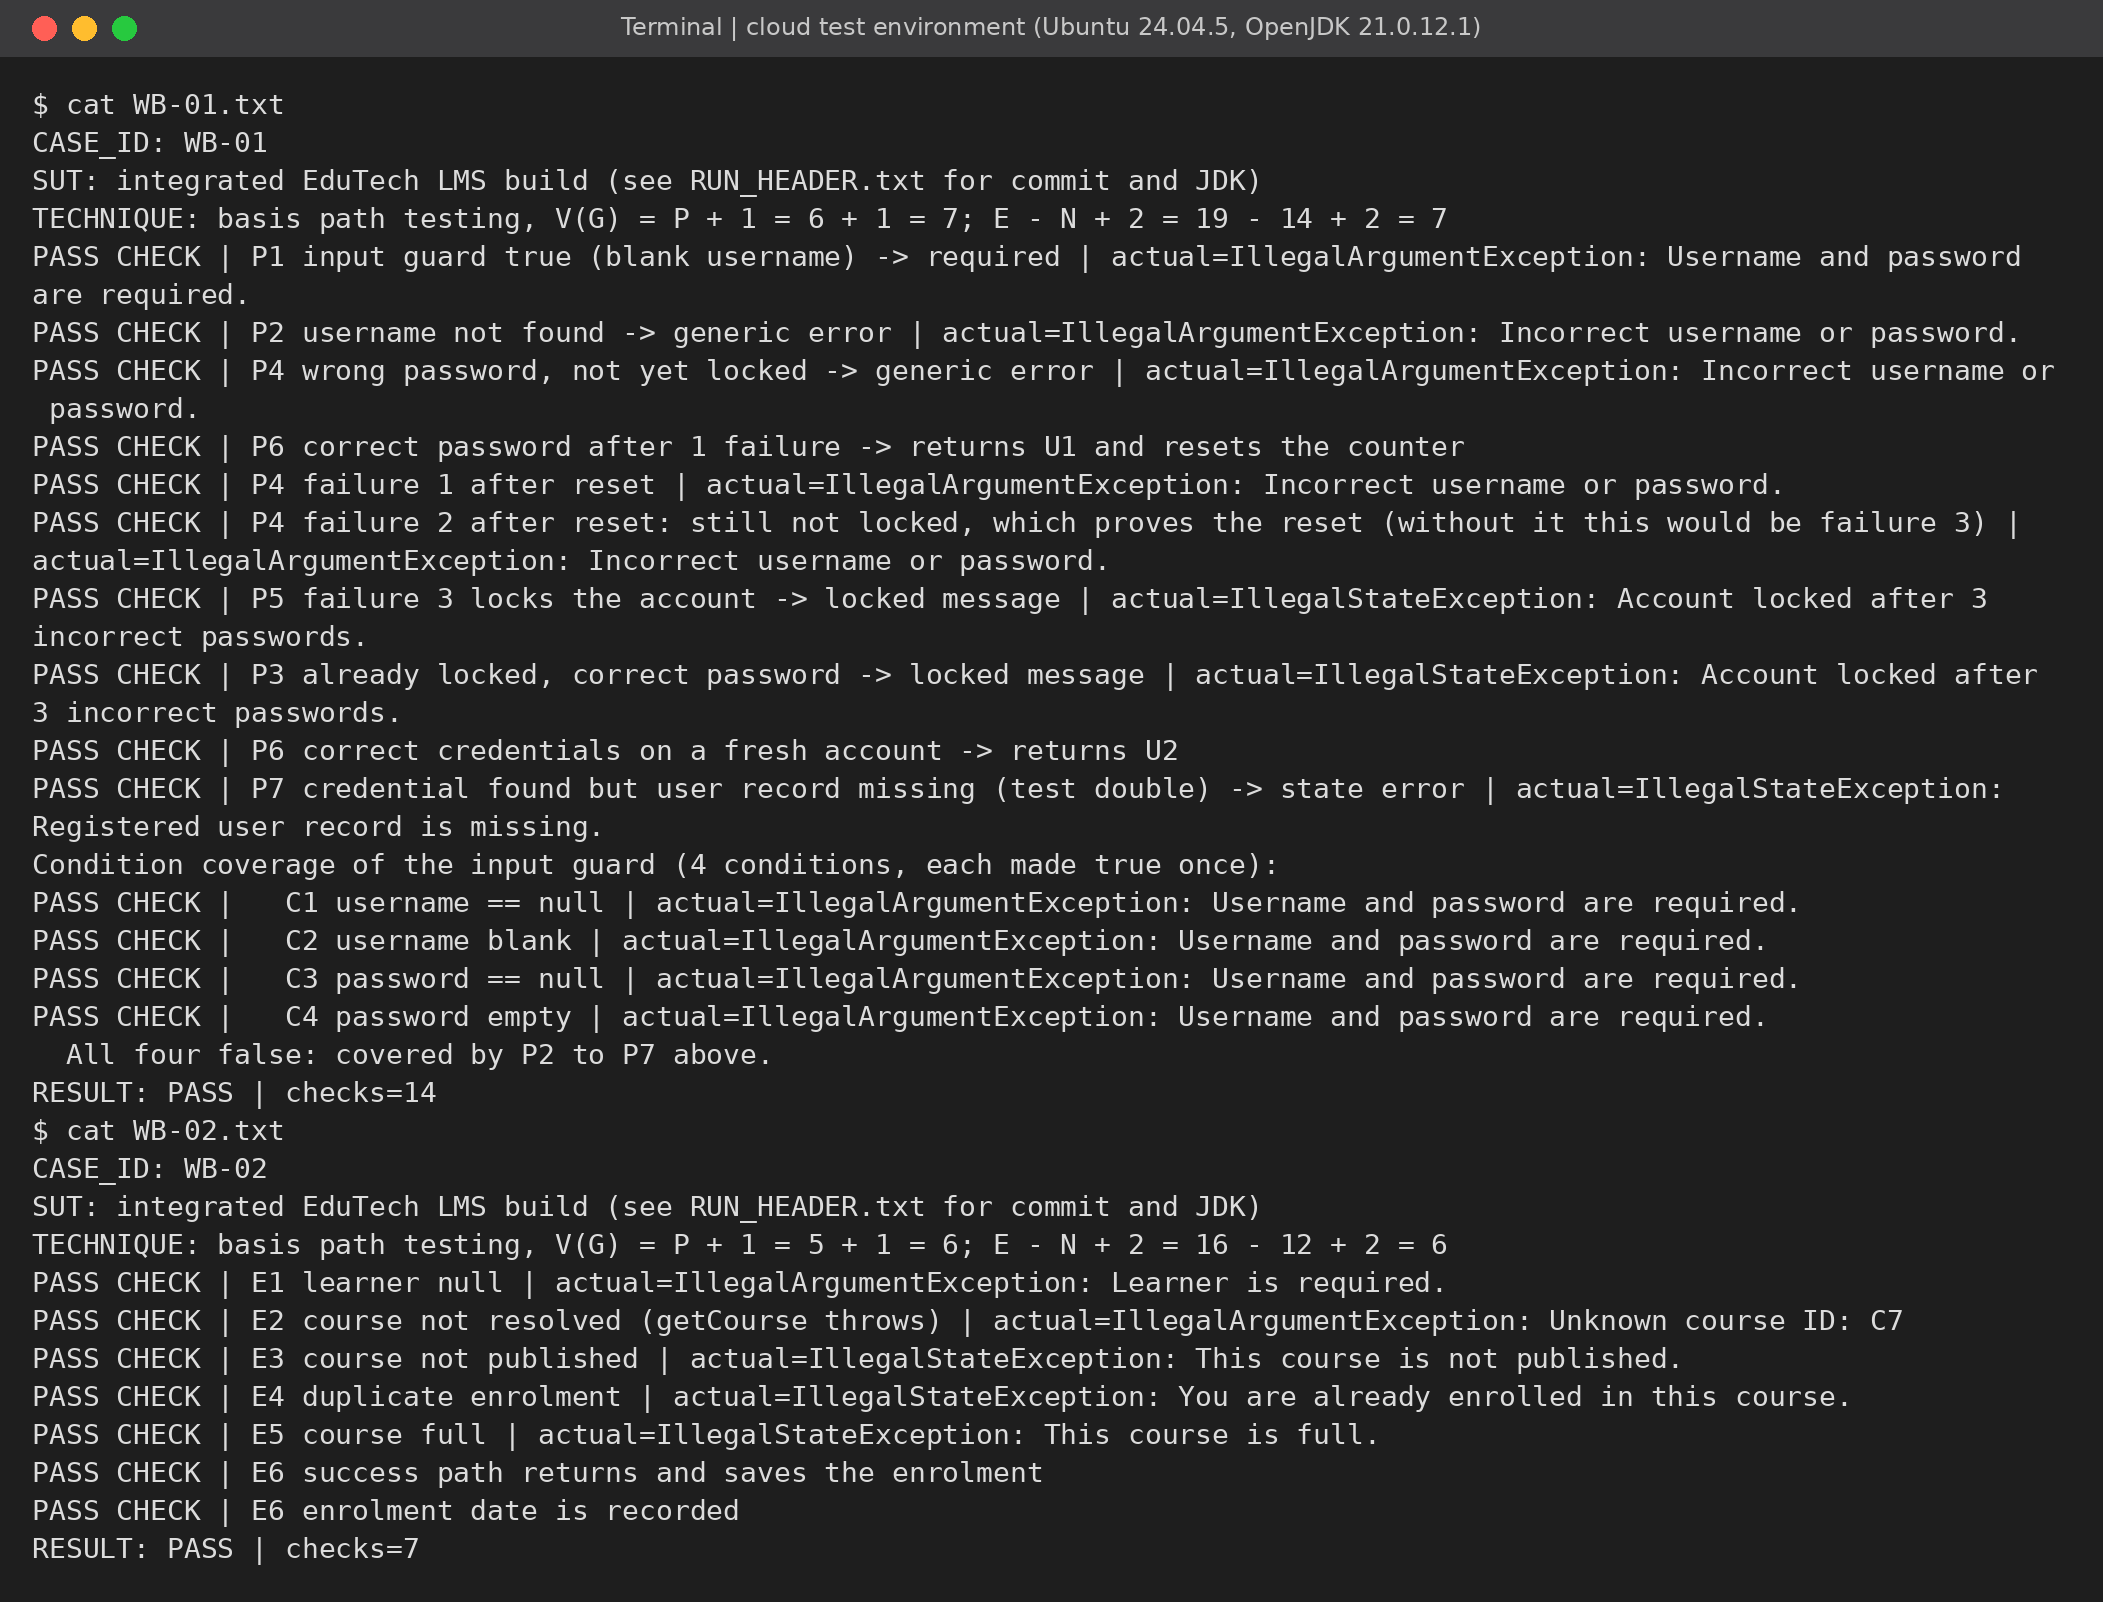 Terminal | cloud test environment (Ubuntu 24.04.5, OpenJDK 21.0.12.1)
$ cat WB-01.txt
CASE_ID: WB-01
SUT: integrated EduTech LMS build (see RUN_HEADER.txt for commit and JDK)
TECHNIQUE: basis path testing, V(G) = P + 1 = 6 + 1 = 7; E - N + 2 = 19 - 14 + 2 = 7
PASS CHECK | P1 input guard true (blank username) -> required | actual=IllegalArgumentException: Username and password
are required.
PASS CHECK | P2 username not found -> generic error | actual=IllegalArgumentException: Incorrect username or password.
PASS CHECK | P4 wrong password, not yet locked -> generic error | actual=IllegalArgumentException: Incorrect username or
 password.
PASS CHECK | P6 correct password after 1 failure -> returns U1 and resets the counter
PASS CHECK | P4 failure 1 after reset | actual=IllegalArgumentException: Incorrect username or password.
PASS CHECK | P4 failure 2 after reset: still not locked, which proves the reset (without it this would be failure 3) |
actual=IllegalArgumentException: Incorrect username or password.
PASS CHECK | P5 failure 3 locks the account -> locked message | actual=IllegalStateException: Account locked after 3
incorrect passwords.
PASS CHECK | P3 already locked, correct password -> locked message | actual=IllegalStateException: Account locked after
3 incorrect passwords.
PASS CHECK | P6 correct credentials on a fresh account -> returns U2
PASS CHECK | P7 credential found but user record missing (test double) -> state error | actual=IllegalStateException:
Registered user record is missing.
Condition coverage of the input guard (4 conditions, each made true once):
PASS CHECK |   C1 username == null | actual=IllegalArgumentException: Username and password are required.
PASS CHECK |   C2 username blank | actual=IllegalArgumentException: Username and password are required.
PASS CHECK |   C3 password == null | actual=IllegalArgumentException: Username and password are required.
PASS CHECK |   C4 password empty | actual=IllegalArgumentException: Username and password are required.
  All four false: covered by P2 to P7 above.
RESULT: PASS | checks=14
$ cat WB-02.txt
CASE_ID: WB-02
SUT: integrated EduTech LMS build (see RUN_HEADER.txt for commit and JDK)
TECHNIQUE: basis path testing, V(G) = P + 1 = 5 + 1 = 6; E - N + 2 = 16 - 12 + 2 = 6
PASS CHECK | E1 learner null | actual=IllegalArgumentException: Learner is required.
PASS CHECK | E2 course not resolved (getCourse throws) | actual=IllegalArgumentException: Unknown course ID: C7
PASS CHECK | E3 course not published | actual=IllegalStateException: This course is not published.
PASS CHECK | E4 duplicate enrolment | actual=IllegalStateException: You are already enrolled in this course.
PASS CHECK | E5 course full | actual=IllegalStateException: This course is full.
PASS CHECK | E6 success path returns and saves the enrolment
PASS CHECK | E6 enrolment date is recorded
RESULT: PASS | checks=7